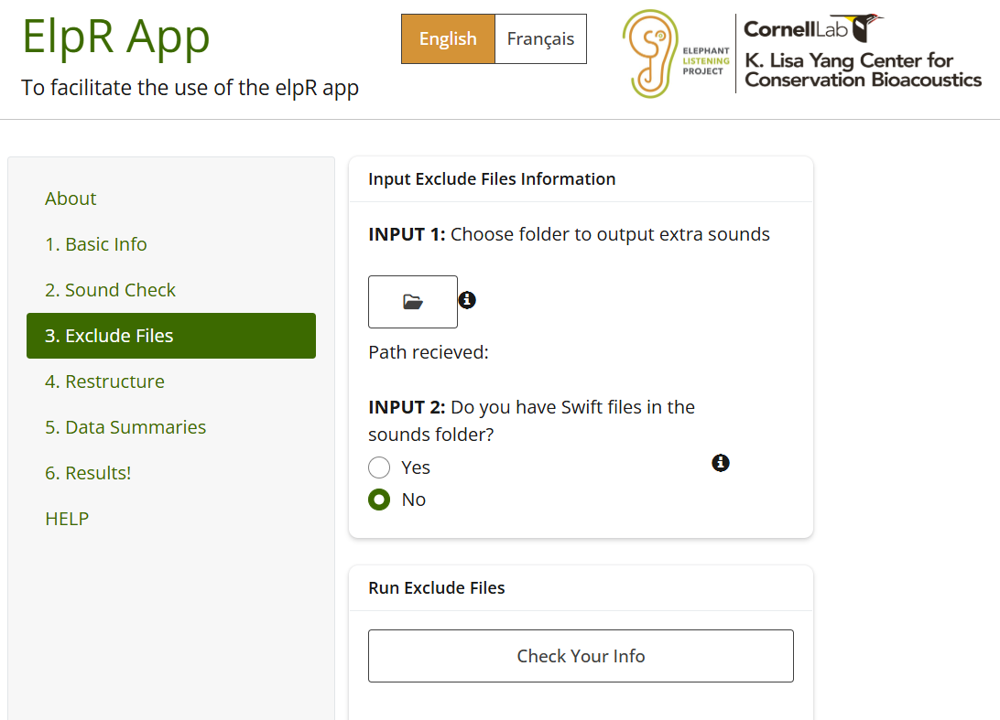 ElpR App
To facilitate the use of the elpR app
English
Français
ELEPHANT
LISTENING
PROJECT
CornellLab
K. Lisa Yang Center for
Conservation Bioacoustics
About
1. Basic Info
2. Sound Check
3. Exclude Files
4. Restructure
5. Data Summaries
6. Results!
HELP
Input Exclude Files Information
INPUT 1: Choose folder to output extra sounds
Path recieved:
INPUT 2: Do you have Swift files in the
sounds folder?
Yes
No
Run Exclude Files
Check Your Info